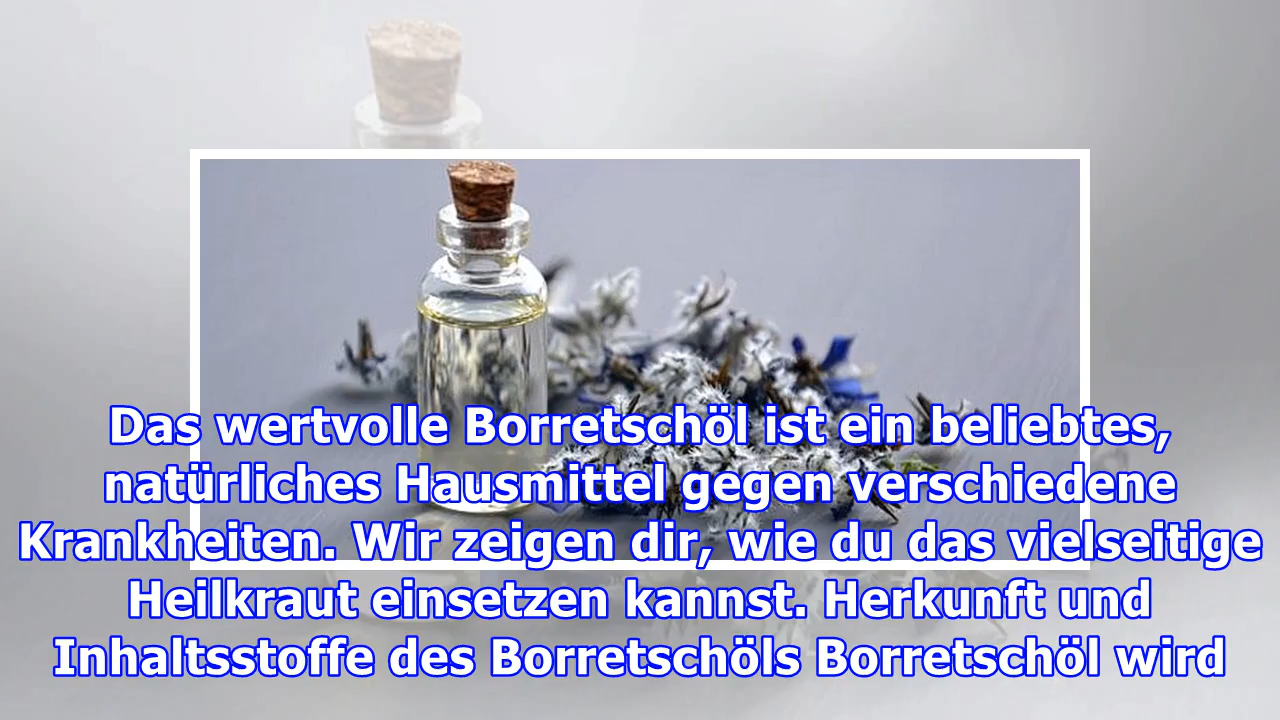 Das wertvolle Borretschöl ist ein beliebtes,
natürliches Hausmittel gegen verschiedene
Krankheiten. Wir zeigen dir, wie du das vielseitige
Heilkraut einsetzen kannst. Herkunft und
Inhaltsstoffe des Borretschöls Borretschöl wird